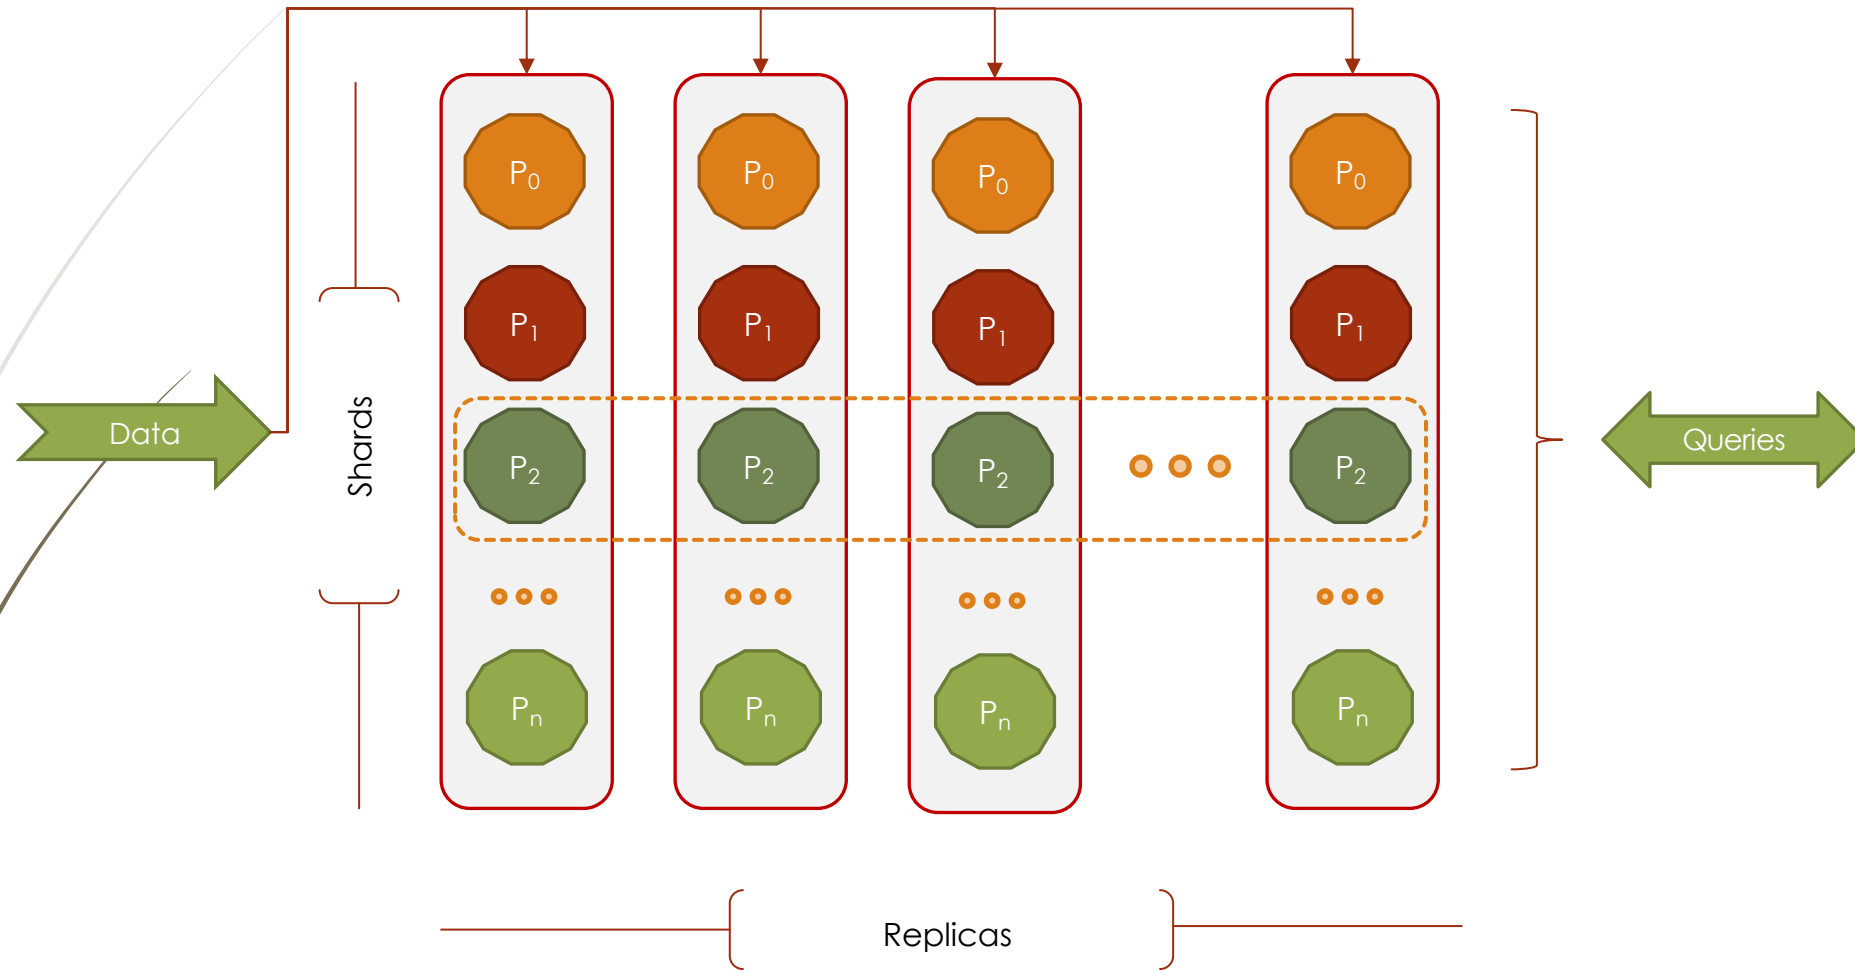 P₀ P₀ P₀ P₀
P₁ P₁ P₁ P₁
Data
Shards
P₂ P₂ P₂ P₂
Queries
Pₙ Pₙ Pₙ Pₙ
Replicas